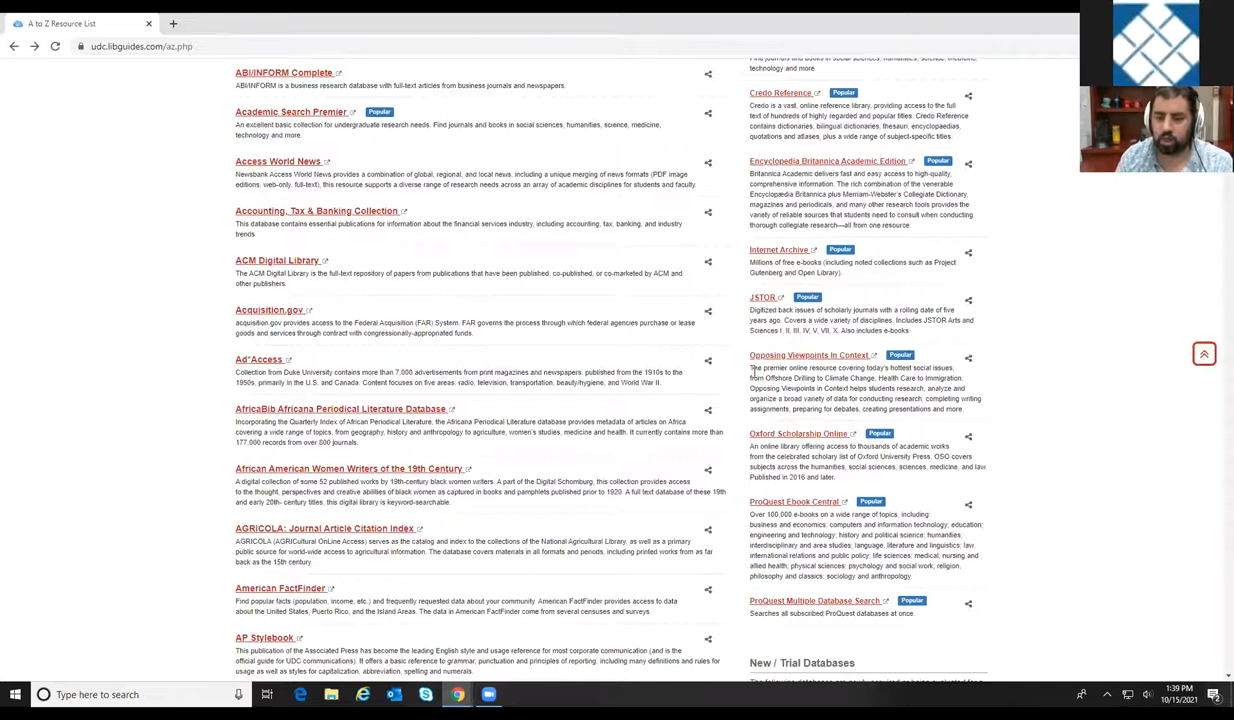 A to Z Resource List
udc.libguides.com/az.php
ABI/INFORM Complete
ABI/INFORM is a business research database with full-text articles from business journals and newspapers.
Academic Search Premier Popular
An excellent basic collection for undergraduate research needs. Find journals and books in social sciences, humanities, science, medicine,
technology and more.
Access World News
Newsbank Access World News provides a combination of global, regional, and local news, including a unique merging of news formats (PDF image
editions, web-only, full-text), this resource supports a diverse range of research needs across an array of academic disciplines for students and faculty.
Accounting, Tax & Banking Collection
This database contains essential publications for information about the financial services industry, including accounting, tax, banking, and industry
trends.
ACM Digital Library
The ACM Digital Library is the full-text repository of papers from publications that have been published, co-published, or co-marketed by ACM and
other publishers.
Acquisition.gov
acquisition.gov provides access to the Federal Acquisition (FAR) System. FAR governs the process through which federal agencies purchase or lease
goods and services through contract with congressionally-appropriated funds.
Ad*Access
Collection from Duke University contains more than 7,000 advertisements from print magazines and newspapers, published from the 1910s to the
1950s, primarily in the U.S. and Canada. Content focuses on five areas: radio, television, transportation, beauty/hygiene, and World War II.
AfricaBib Africana Periodical Literature Database
Incorporating the Quarterly Index of African Periodical Literature, the Africana Periodical Literature database provides metadata of articles on Africa
covering a wide range of topics, from geography, history and anthropology to agriculture, women's studies, medicine and health. It currently contains more than
177,000 records from over 800 journals.
African American Women Writers of the 19th Century
A digital collection of some 52 published works by 19th-century black women writers. A part of the Digital Schomburg, this collection provides access
to the thought, perspectives and creative abilities of black women as captured in books and pamphlets published prior to 1920. A full text database of these 19th
and early 20th- century titles, this digital library is keyword-searchable.
AGRICOLA: Journal Article Citation Index
AGRICOLA (AGRICultural OnLine Access) serves as the catalog and index to the collections of the National Agricultural Library, as well as a primary
public source for world-wide access to agricultural information. The database covers materials in all formats and periods, including printed works from as far
back as the 15th century.
American FactFinder
Find popular facts (population, income, etc.) and frequently requested data about your community. American FactFinder provides access to data
about the United States, Puerto Rico, and the Island Areas. The data in American FactFinder come from several censuses and surveys
AP Stylebook
This publication of the Associated Press has become the leading English style and usage reference for most corporate communication (and is the
official guide for UDC communications). It offers a basic reference to grammar, punctuation and principles of reporting, including many definitions and rules for
usage as well as styles for capitalization, abbreviation, spelling and numerals.
Find journals and books in social sciences, humanities, science, medicine,
technology and more.
Credo Reference Popular
Credo is a vast, online reference library, providing access to the full
text of hundreds of highly regarded and popular titles. Credo Reference
contains dictionaries, bilingual dictionaries, thesauri, encyclopaedias,
quotations and atlases, plus a wide range of subject-specific titles.
Encyclopedia Britannica Academic Edition Popular
Britannica Academic delivers fast and easy access to high-quality,
comprehensive information. The rich combination of the venerable
Encyclopædia Britannica plus Merriam-Webster's Collegiate Dictionary,
magazines and periodicals, and many other research tools provides the
variety of reliable sources that students need to consult when conducting
thorough collegiate research—all from one resource.
Internet Archive Popular
Millions of free e-books (including noted collections such as Project
Gutenberg and Open Library).
JSTOR Popular
Digitized back issues of scholarly journals with a rolling date of five
years ago. Covers a wide variety of disciplines. Includes JSTOR Arts and
Sciences I, II, III, IV, V, VII, X. Also includes e-books.
Opposing Viewpoints In Context Popular
The premier online resource covering today's hottest social issues,
from Offshore Drilling to Climate Change, Health Care to Immigration.
Opposing Viewpoints in Context helps students research, analyze and
organize a broad variety of data for conducting research, completing writing
assignments, preparing for debates, creating presentations and more.
Oxford Scholarship Online Popular
An online library offering access to thousands of academic works
from the celebrated scholary list of Oxford University Press. OSO covers
subjects across the humanities, social sciences, sciences, medicine, and law.
Published in 2016 and later.
ProQuest Ebook Central Popular
Over 100,000 e-books on a wide range of topics, including:
business and economics; computers and information technology; education;
engineering and technology; history and political science; humanities;
interdisciplinary and area studies; language, literature and linguistics; law,
international relations and public policy; life sciences; medical, nursing and
allied health; physical sciences; psychology and social work; religion,
philosophy and classics; sociology and anthropology.
ProQuest Multiple Database Search Popular
Searches all subscribed ProQuest databases at once.
New / Trial Databases
Type here to search
1:39 PM
10/15/2021